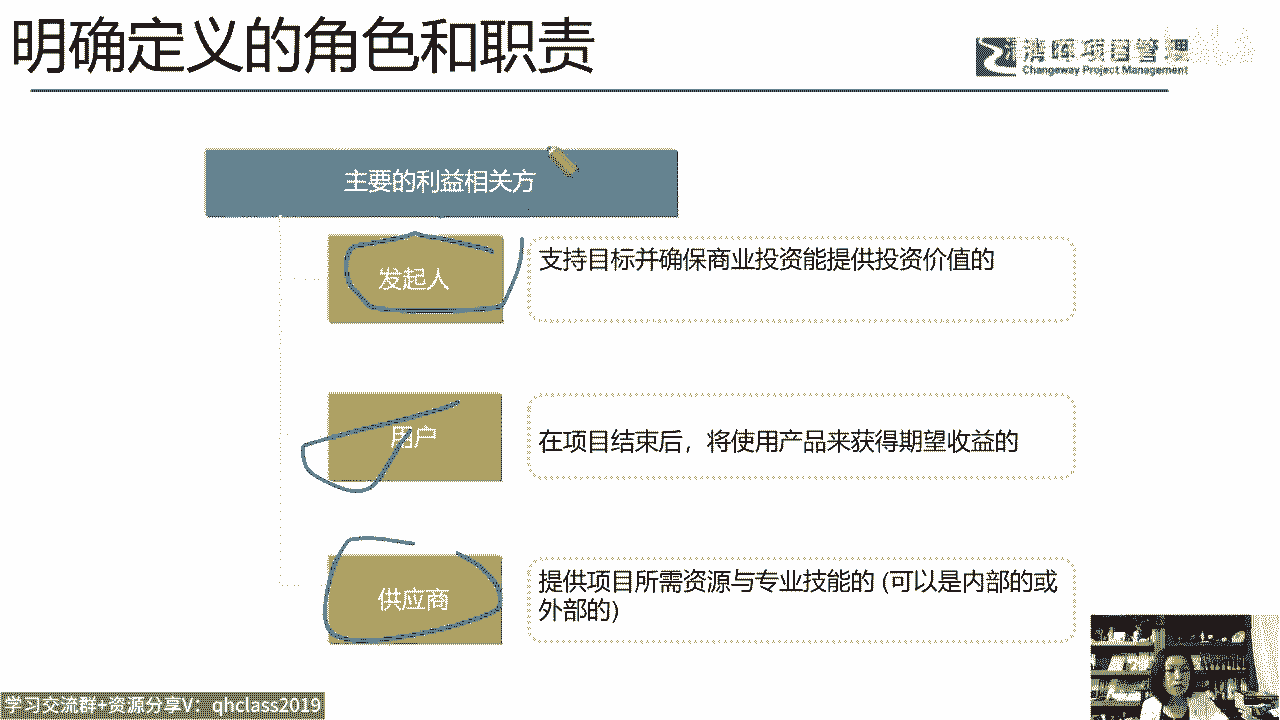 明确定义的角色和职责
清晖项目管理
Changeway Project Management
主要的利益相关方
发起人
支持目标并确保商业投资能提供投资价值的
用户
在项目结束后，将使用产品来获得期望收益的
供应商
提供项目所需资源与专业技能的 (可以是内部的或
外部的)
学习交流群+资源分享V：qhclass2019